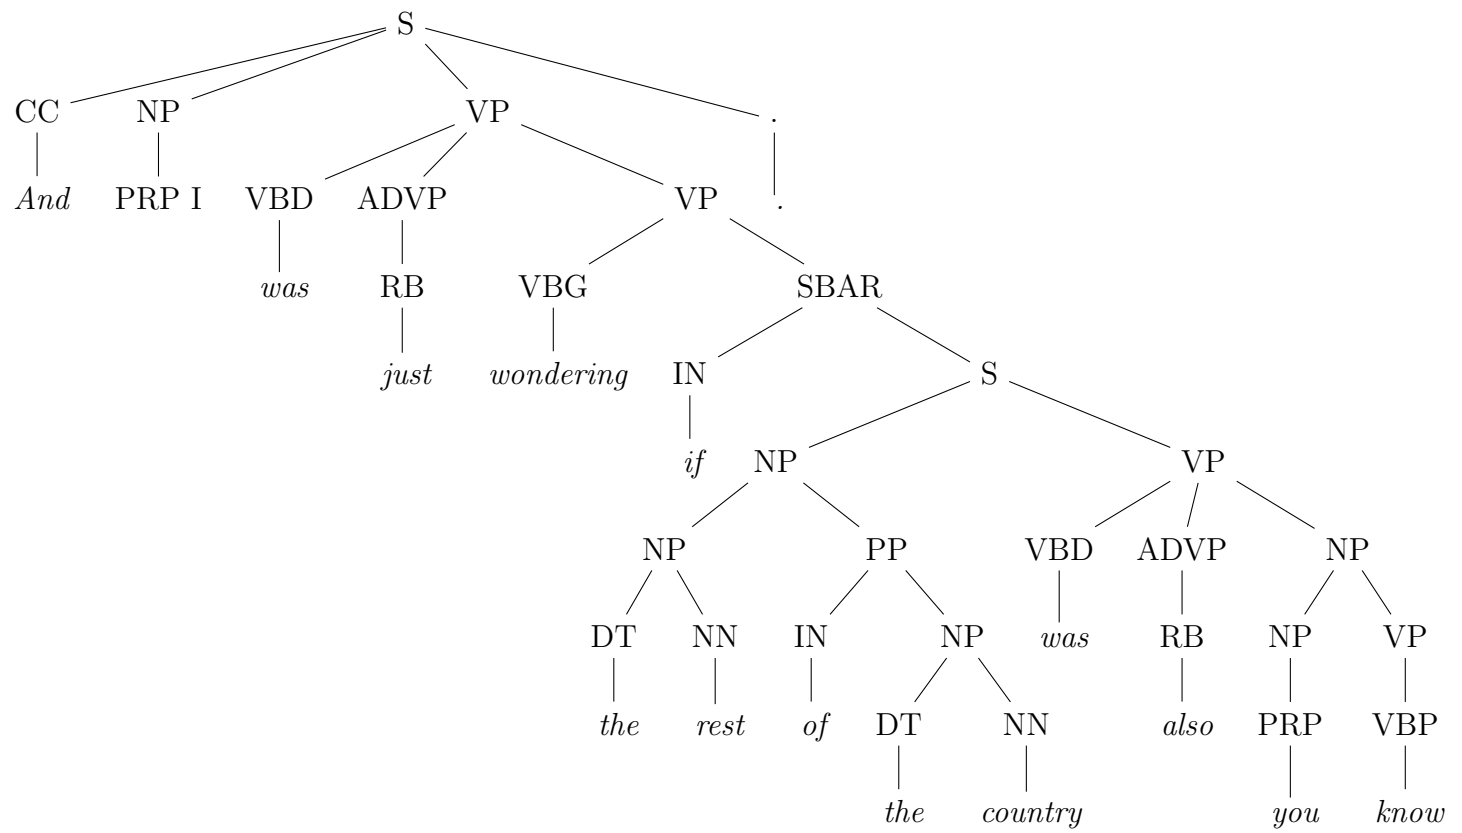 S
CC NP VP .
And PRP I VBD ADVP VP .
was RB VBG SBAR
just wondering IN S
if NP VP
NP PP VBD ADVP NP
DT NN IN NP was RB NP VP
the rest of DT NN also PRP VBP
the country you know